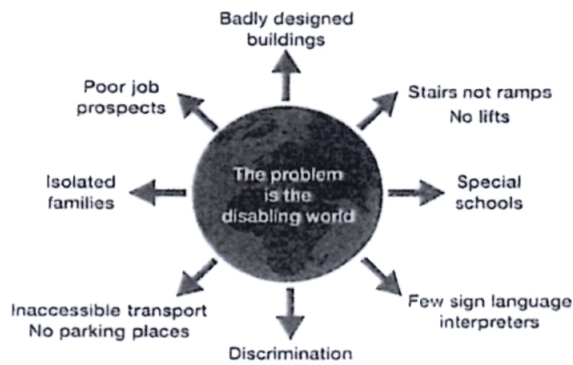 Badly designed
buildings
Poor job
prospects
Stairs not ramps
No lifts
Isolated
families
The problem
is the
disabling world
Special
schools
Inaccessible transport
No parking places
Few sign language
interpreters
Discrimination